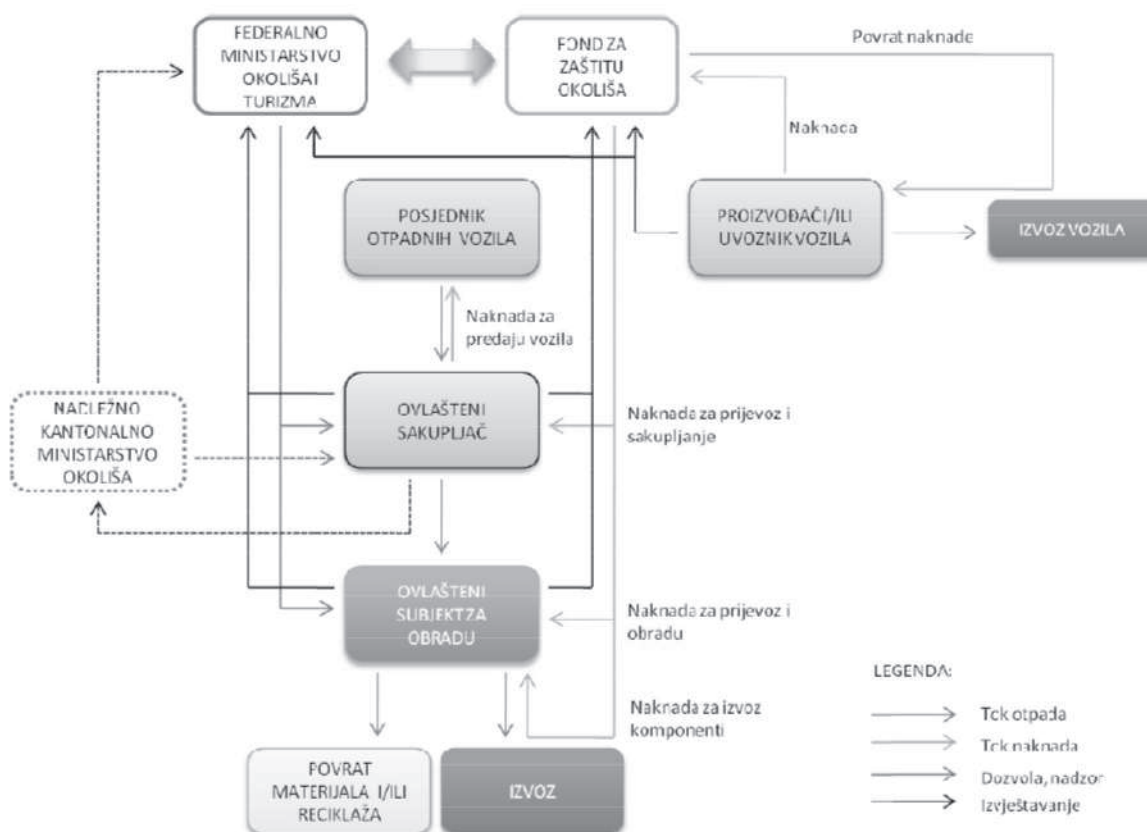 FEDERALNO
MINISTARSTVO
OKOLIŠA I
TURIZMA
FOND ZA
ZAŠTITU
OKOLIŠA
Povrat naknade
Naknada
POSJEDNIK
OTPADNIH VOZILA
PROIZVOĐAČI/ILI
UVOZNIK VOZILA
IZVOZ VOZILA
Naknada za
predaju vozila
NADLEŽNO
KANTONALNO
MINISTARSTVO
OKOLIŠA
OVLAŠTENI
SAKUPLJAČ
Naknada za prijevoz i
sakupljanje
OVLAŠTENI
SUBJEKT ZA
OBRADU
Naknada za prijevoz i
obradu
Naknada za izvoz
komponenti
POVRAT
MATERIJALA I/ILI
RECIKLAŽA
IZVOZ
LEGENDA:
Tok otpada
Tok naknada
Dozvola, nadzor
Izvještavanje